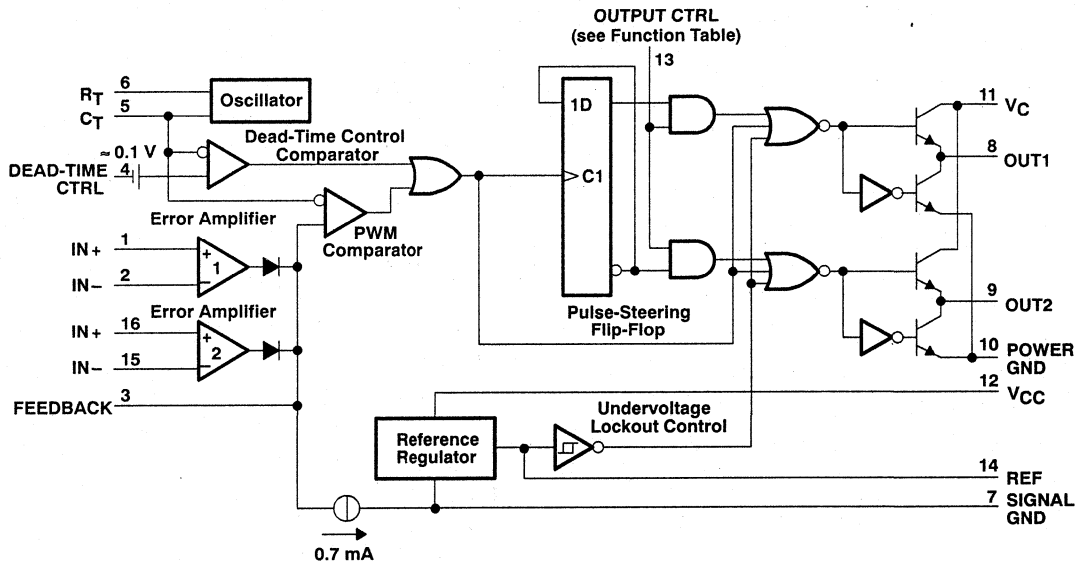 OUTPUT CTRL
(see Function Table)
13
6
RT
Oscillator
5
CT
1D
11
VC
Dead-Time Control
Comparator
≈ 0.1 V
4
DEAD-TIME
CTRL
8
OUT1
C1
Error Amplifier
PWM
Comparator
1
IN+
+
1
2
IN–
–
Error Amplifier
Pulse-Steering
Flip-Flop
9
OUT2
16
IN+
+
2
15
IN–
–
10
POWER
GND
3
FEEDBACK
12
VCC
Undervoltage
Lockout Control
Reference
Regulator
14
REF
7
SIGNAL
GND
0.7 mA